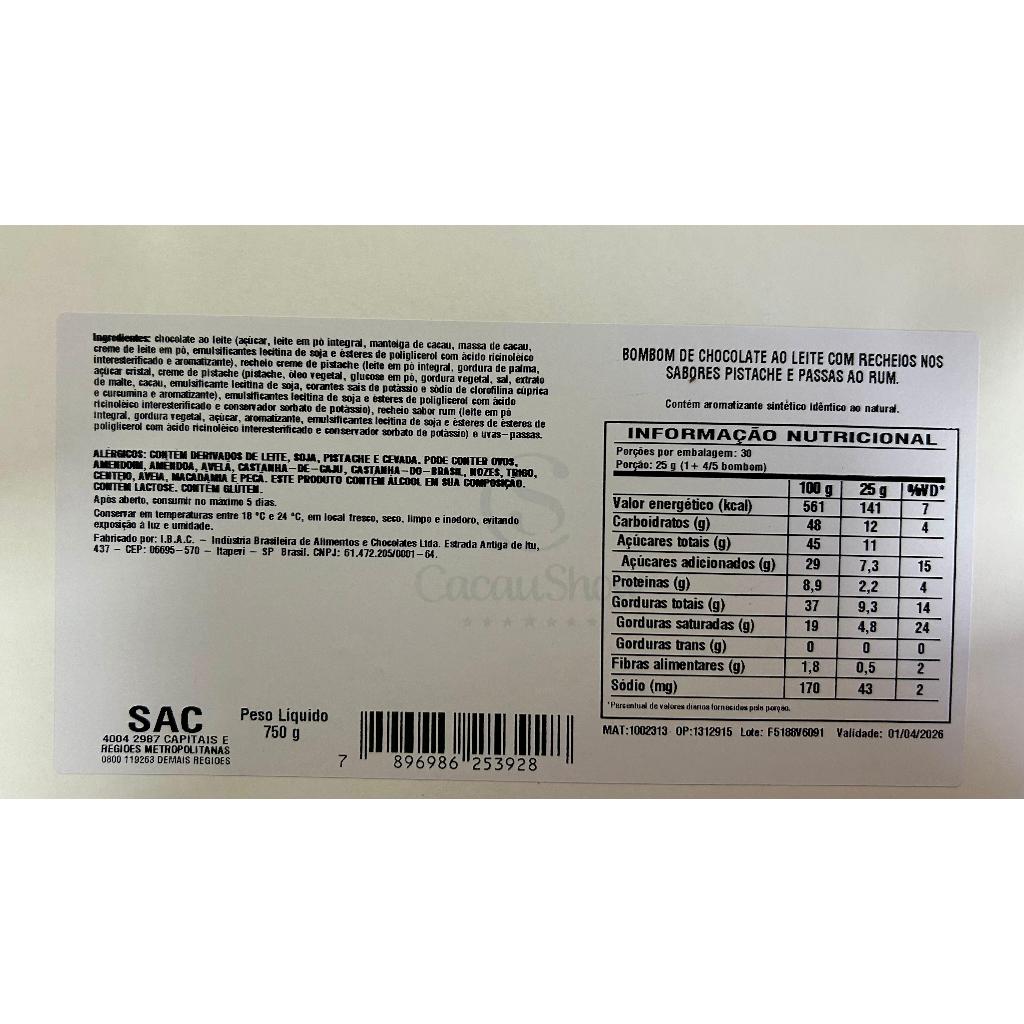 Ingredientes: chocolate ao leite (açúcar, leite em pó integral, manteiga de cacau, massa de cacau,
creme de leite em pó, emulsificantes lecitina de soja e ésteres de poliglicerol com ácido ricinoléico
interesterificado e aromatizante), recheio creme de pistache (leite em pó integral, gordura de palma,
açúcar cristal, creme de pistache (pistache, óleo vegetal, glucose em pó, gordura vegetal, sal, extrato
de malte, cacau, emulsificante lecitina de soja, corantes sais de potássio e sódio de clorofilina cúprica
e curcumina e aromatizante), emulsificantes lecitina de soja e ésteres de poliglicerol com ácido
ricinoléico interesterificado e conservador sorbato de potássio), recheio sabor rum (leite em pó
integral, gordura vegetal, açúcar, aromatizante, emulsificantes lecitina de soja e ésteres de ésteres de
poliglicerol com ácido ricinoléico interesterificado e conservador sorbato de potássio) e uvas-passas.
ALÉRGICOS: CONTÉM DERIVADOS DE LEITE, SOJA, PISTACHE E CEVADA. PODE CONTER OVOS,
AMENDOIM, AMÊNDOA, AVELÃ, CASTANHA-DE-CAJU, CASTANHA-DO-BRASIL, NOZES, TRIGO,
CENTEIO, AVEIA, MACADÂMIA E PECÃ. ESTE PRODUTO CONTÉM ÁLCOOL EM SUA COMPOSIÇÃO.
CONTÉM LACTOSE. CONTÉM GLÚTEN.
Após aberto, consumir no máximo 5 dias.
Conservar em temperaturas entre 18 °C e 24 °C, em local fresco, seco, limpo e inodoro, evitando
exposição à luz e umidade.
Fabricado por: I.B.A.C. – Indústria Brasileira de Alimentos e Chocolates Ltda. Estrada Antiga de Itu,
437 – CEP: 06695-570 – Itapevi – SP Brasil. CNPJ: 61.472.205/0001-64.
CacauSho
SAC
4004 2987 CAPITAIS E
REGIÕES METROPOLITANAS
0800 119263 DEMAIS REGIÕES
Peso Líquido
750 g
7 896986 253928
BOMBOM DE CHOCOLATE AO LEITE COM RECHEIOS NOS
SABORES PISTACHE E PASSAS AO RUM.
Contém aromatizante sintético idêntico ao natural.
INFORMAÇÃO NUTRICIONAL
Porções por embalagem: 30
Porção: 25 g (1+ 4/5 bombom)
100 g 25 g %VD*
Valor energético (kcal) 561 141 7
Carboidratos (g) 48 12 4
Açúcares totais (g) 45 11
Açúcares adicionados (g) 29 7,3 15
Proteínas (g) 8,9 2,2 4
Gorduras totais (g) 37 9,3 14
Gorduras saturadas (g) 19 4,8 24
Gorduras trans (g) 0 0 0
Fibras alimentares (g) 1,8 0,5 2
Sódio (mg) 170 43 2
*Percentual de valores diários fornecidos pela porção.
MAT:1002313 OP:1312915 Lote: F5188V6091 Validade: 01/04/2026